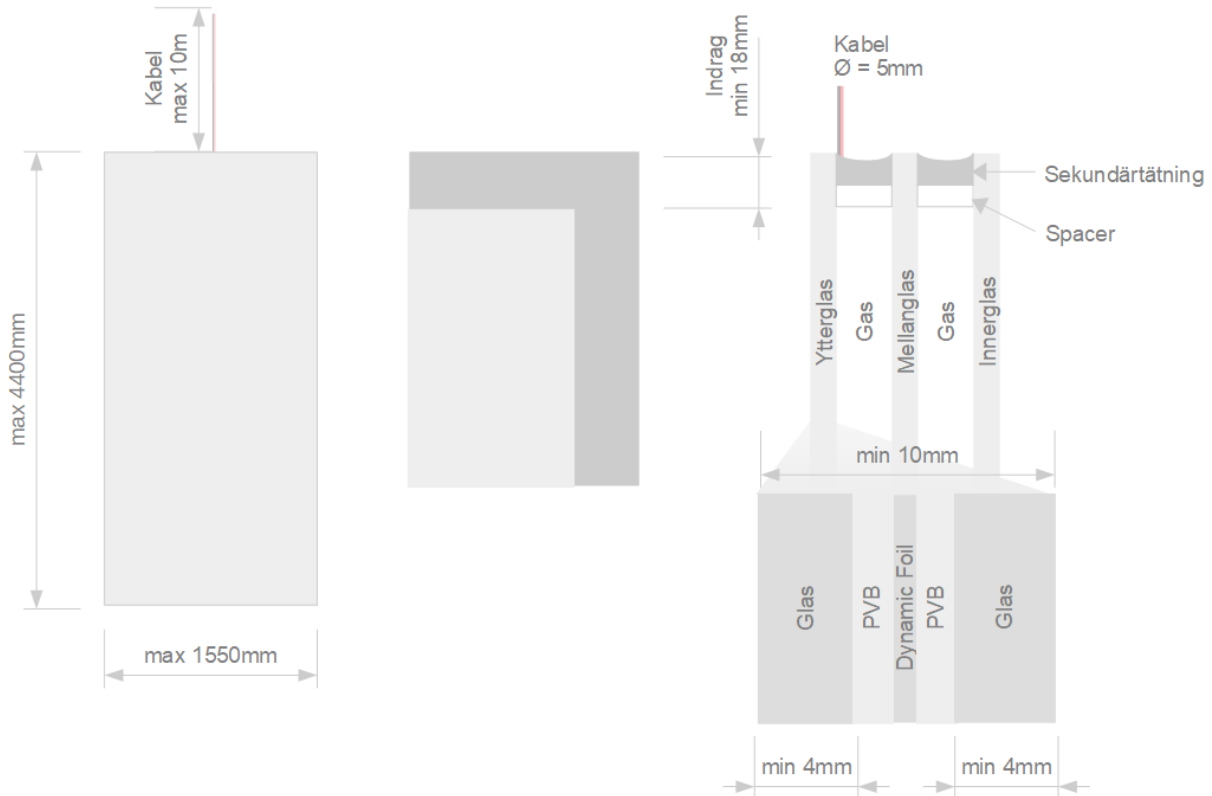 Kabel
max 10m
max 4400mm
max 1550mm
Indrag
min 18mm
Kabel
Ø = 5mm
Sekundärtätning
Spacer
Ytterglas
Gas
Mellanglas
Gas
Innerglas
min 10mm
Glas
PVB
Dynamic Foil
PVB
Glas
min 4mm
min 4mm